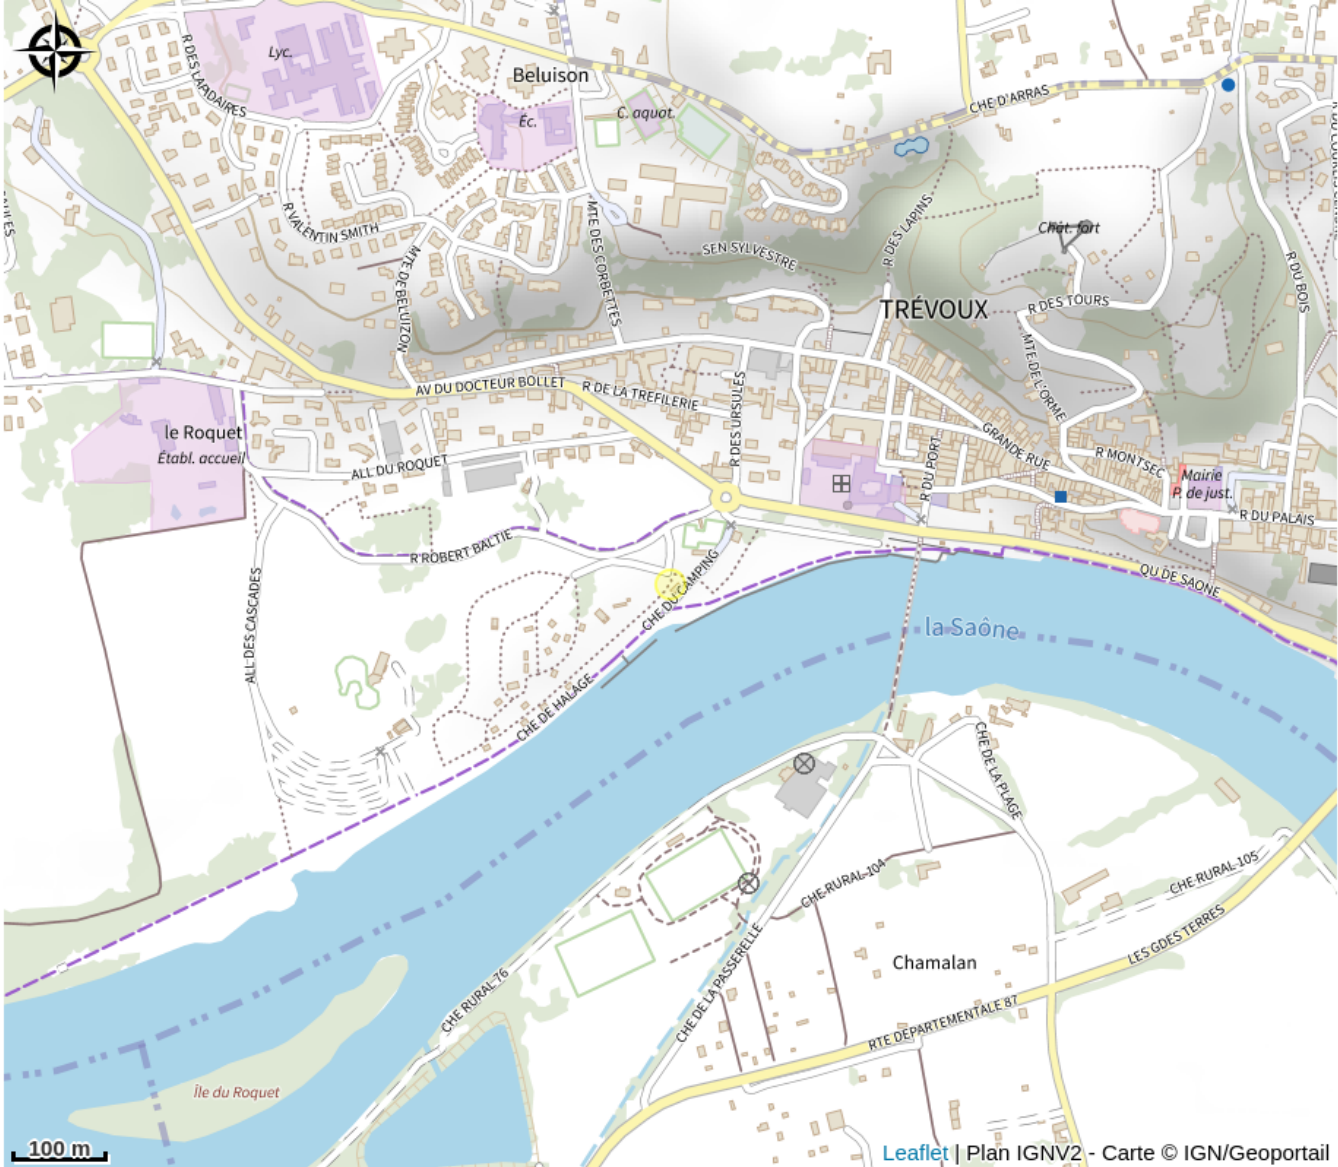 Lyc.
R DES LAPIDAIRES
Beluison
Éc.
C. aquat.
CHE D'ARRAS
R VALENTIN SMITH
MTE DE BELUIZON
MTE DES CORBETTES
SEN SYLVESTRE
R DES LAPINS
Chât. fort
R DES TOURS
R DU BOIS
TRÉVOUX
MTE DE L'ORME
AV DU DOCTEUR BOLLET
R DE LA TREFILERIE
R DES URSULES
le Roquet
Établ. accueil
ALL DU ROQUET
GRANDE RUE
R DU PORT
R MONTSEC
Mairie
P. de just.
R DU PALAIS
R ROBERT BALTIE
ALL DES CASCADES
CHE DU CAMPING
QU DE SAONE
la Saône
CHE DE HALAGE
CHE DE LA PLAGE
CHE RURAL 104
CHE RURAL 105
LES GDES TERRES
CHE DE LA PASSERELLE
Chamalan
CHE RURAL 76
RTE DEPARTEMENTALE 87
Île du Roquet
100 m
Leaflet | Plan IGNV2 - Carte © IGN/Geoportail